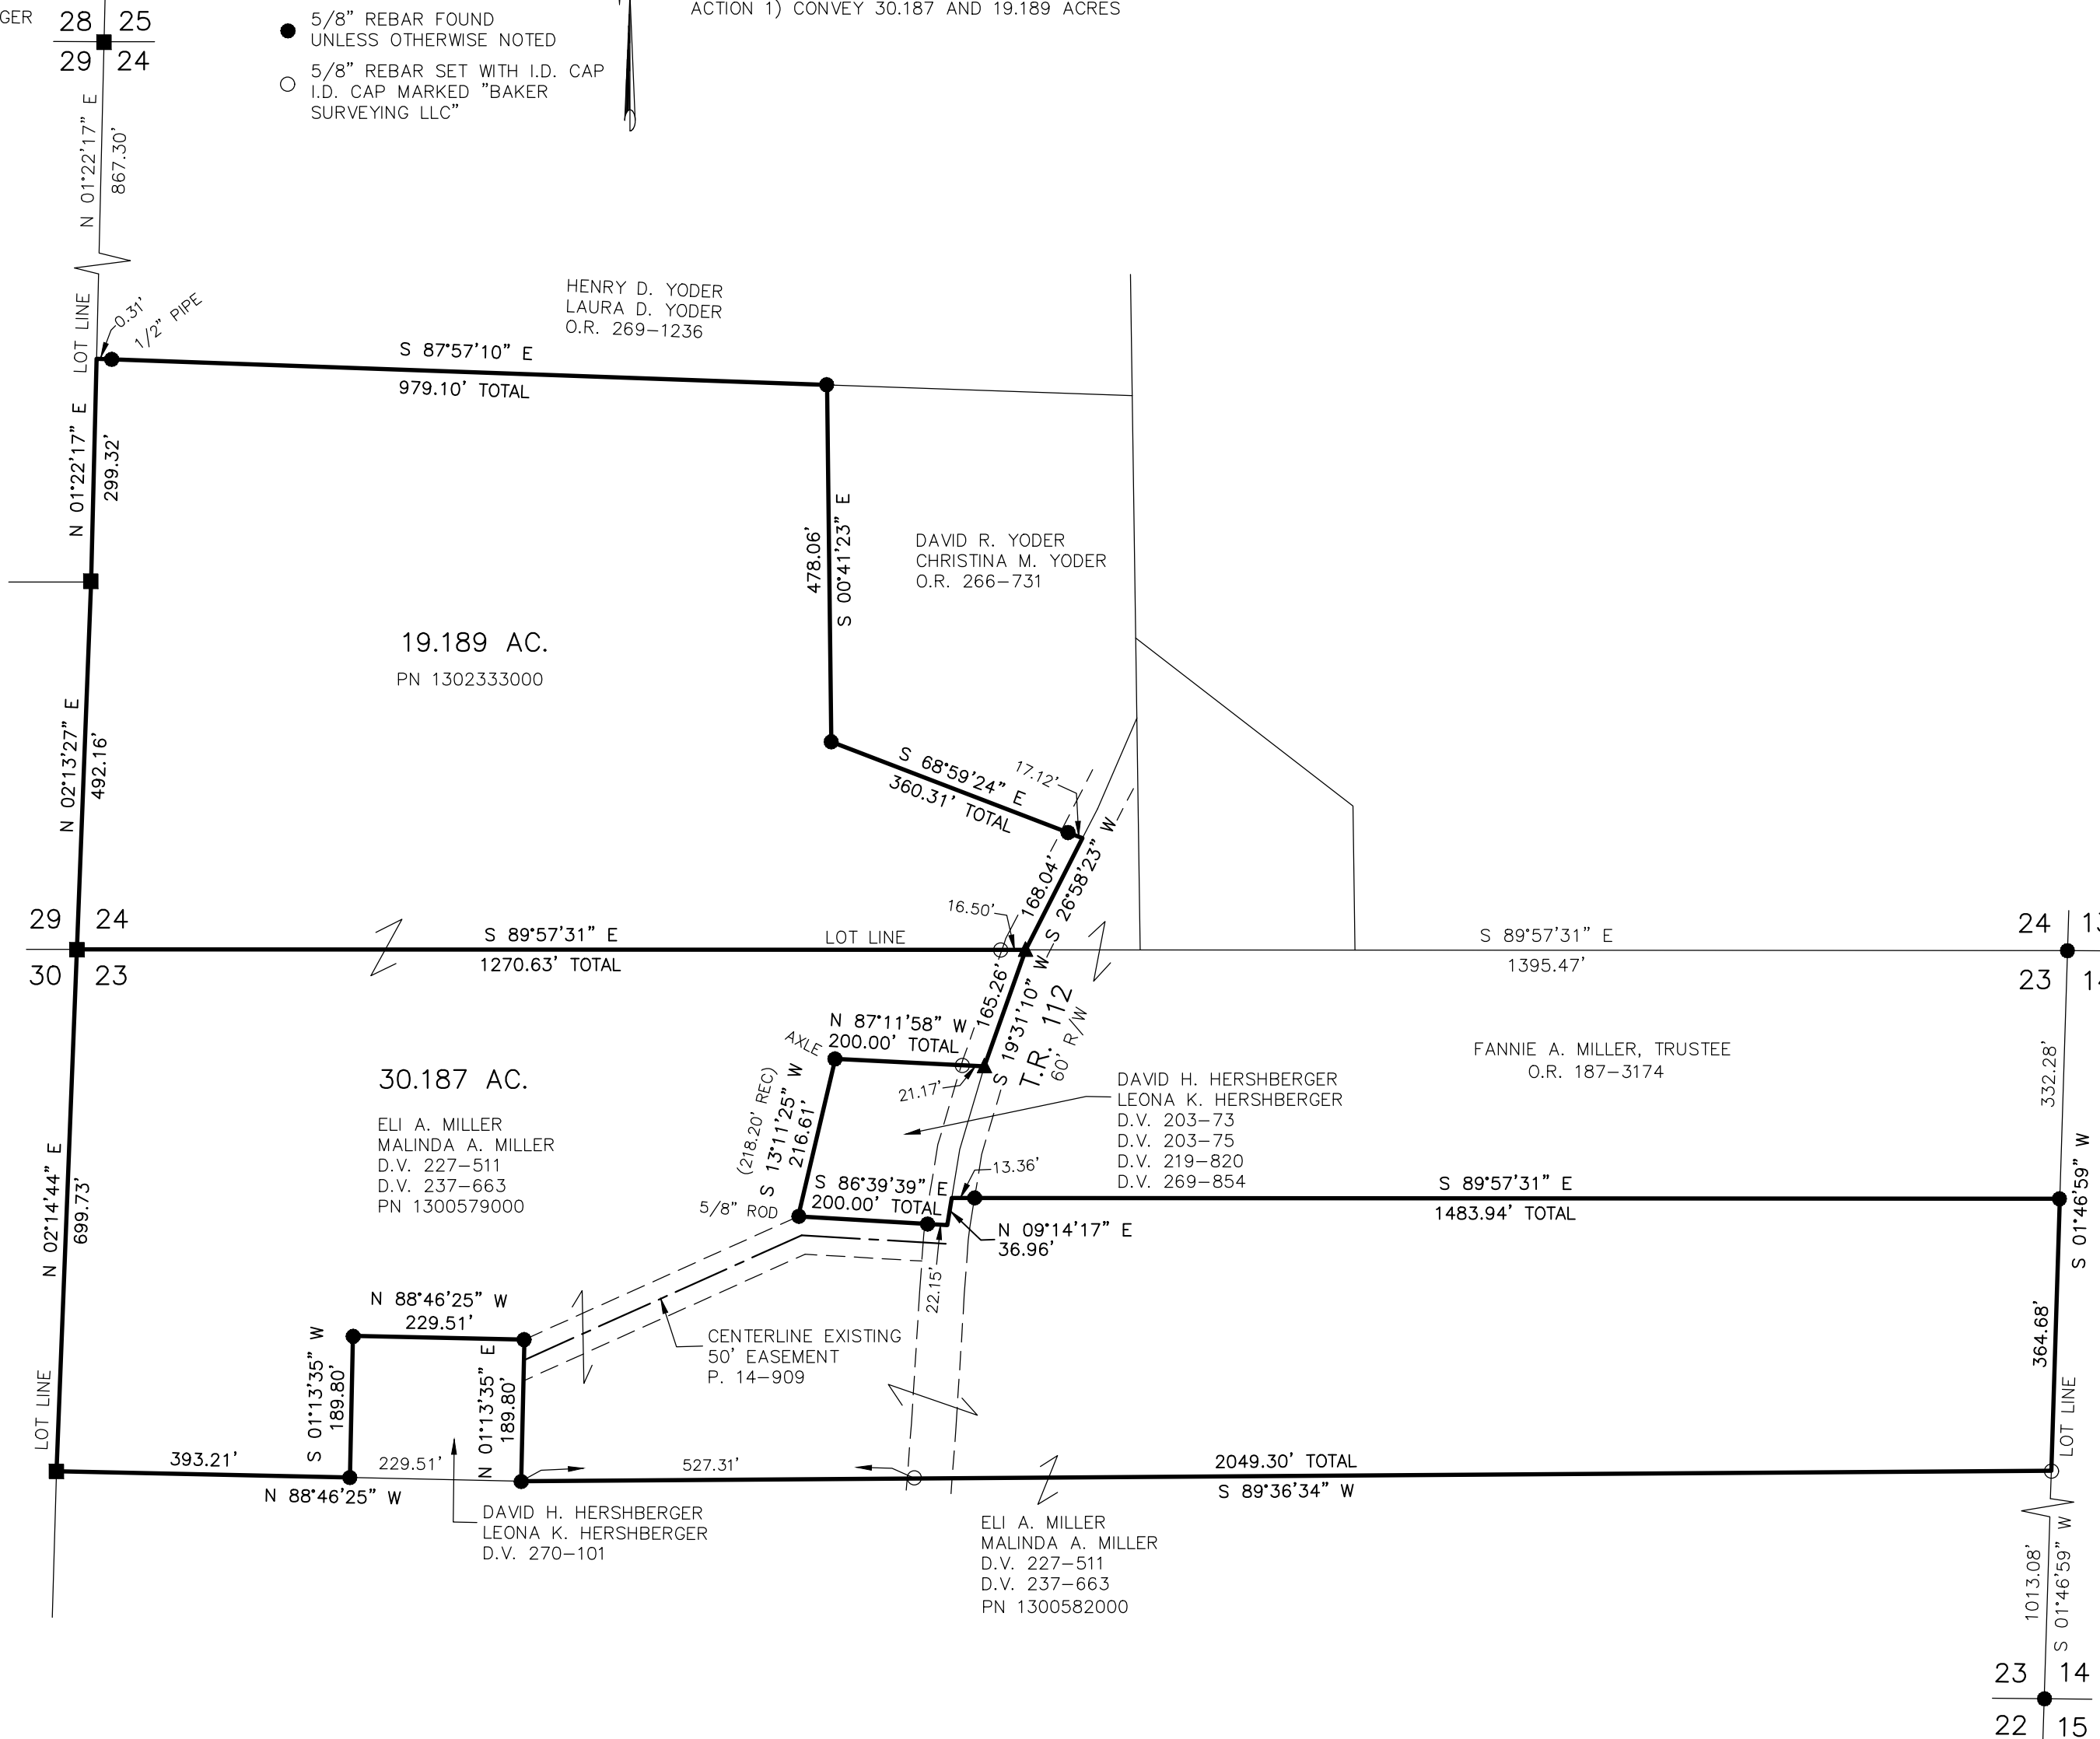 GER
28 25
29 24
5/8" REBAR FOUND
UNLESS OTHERWISE NOTED
5/8" REBAR SET WITH I.D. CAP
I.D. CAP MARKED "BAKER
SURVEYING LLC"
ACTION 1) CONVEY 30.187 AND 19.189 ACRES
N 01°22'17" E
867.30'
LOT LINE
0.31'
1/2" PIPE
HENRY D. YODER
LAURA D. YODER
O.R. 269-1236
S 87°57'10" E
979.10' TOTAL
N 01°22'17" E
299.32'
478.06'
S 00°41'23" E
DAVID R. YODER
CHRISTINA M. YODER
O.R. 266-731
19.189 AC.
PN 1302333000
N 02°13'27" E
492.16'
S 68°59'24" E
360.31' TOTAL
17.12'
168.04'
S 26°58'23" W
16.50'
29 24
30 23
S 89°57'31" E
1270.63' TOTAL
LOT LINE
S 89°57'31" E
1395.47'
24 13
23 14
165.26'
S 19°31'10" W
T.R. 112
60' R/W
N 87°11'58" W
200.00' TOTAL
AXLE
21.17'
(218.20' REC)
S 13°11'25" W
216.61'
30.187 AC.
ELI A. MILLER
MALINDA A. MILLER
D.V. 227-511
D.V. 237-663
PN 1300579000
DAVID H. HERSHBERGER
LEONA K. HERSHBERGER
D.V. 203-73
D.V. 203-75
D.V. 219-820
D.V. 269-854
FANNIE A. MILLER, TRUSTEE
O.R. 187-3174
332.28'
S 01°46'59" W
N 02°14'44" E
699.73'
S 86°39'39" E
200.00' TOTAL
5/8" ROD
13.36'
N 09°14'17" E
36.96'
22.15'
S 89°57'31" E
1483.94' TOTAL
364.68'
LOT LINE
N 88°46'25" W
229.51'
S 01°13'35" W
189.80'
N 01°13'35" E
189.80'
CENTERLINE EXISTING
50' EASEMENT
P. 14-909
LOT LINE
393.21'
N 88°46'25" W
229.51'
527.31'
2049.30' TOTAL
S 89°36'34" W
DAVID H. HERSHBERGER
LEONA K. HERSHBERGER
D.V. 270-101
ELI A. MILLER
MALINDA A. MILLER
D.V. 227-511
D.V. 237-663
PN 1300582000
1013.08'
S 01°46'59" W
23 14
22 15